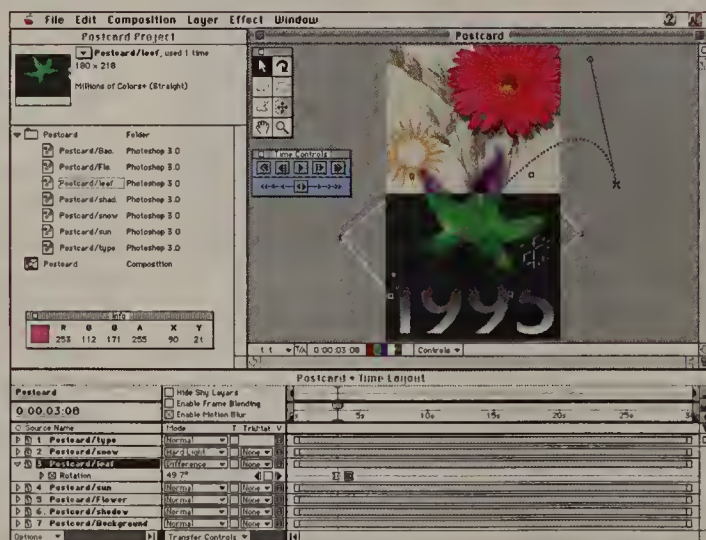 File Edit Composition Layer Effect Window
Postcard Project
Postcard/leaf, used 1 time
180 x 218
Millions of Colors+ (Straight)
Postcard Folder
Postcard/Bac. Photoshop 3.0
Postcard/Flo. Photoshop 3.0
Postcard/leaf Photoshop 3.0
Postcard/shad. Photoshop 3.0
Postcard/snow Photoshop 3.0
Postcard/sun Photoshop 3.0
Postcard/type Photoshop 3.0
Postcard Composition
Info
R G B A X Y
253 112 171 255 90 21
Postcard
Time Controls
1995
1:1 0:00:03:08 Controls
Postcard • Time Layout
Postcard
0:00:03:08
Hide Shy Layers
Enable Frame Blending
Enable Motion Blur
5s 10s 15s 20s 25s 30
Source Name Mode T TrkMat V
1 Postcard/type Normal
2 Postcard/snow Hard Light None
3 Postcard/leaf Difference None
Rotation 49.7°
4 Postcard/sun Normal None
5 Postcard/Flower Normal None
6. Postcard/shadow Normal None
7 Postcard/Background Normal None
Options Transfer Controls